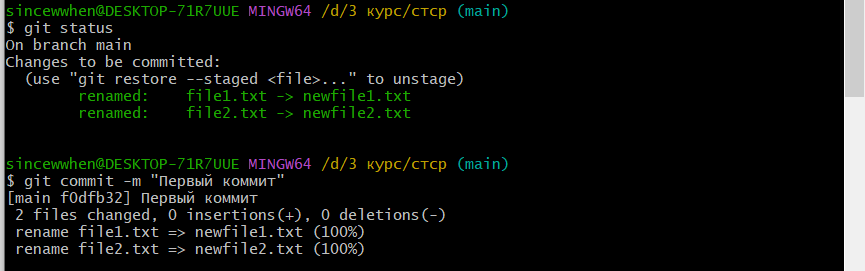 sincewwhen@DESKTOP-71R7UUE MINGW64 /d/3 курс/стср (main)
$ git status
On branch main
Changes to be committed:
  (use "git restore --staged <file>..." to unstage)
        renamed:    file1.txt -> newfile1.txt
        renamed:    file2.txt -> newfile2.txt

sincewwhen@DESKTOP-71R7UUE MINGW64 /d/3 курс/стср (main)
$ git commit -m "Первый коммит"
[main f0dfb32] Первый коммит
 2 files changed, 0 insertions(+), 0 deletions(-)
 rename file1.txt => newfile1.txt (100%)
 rename file2.txt => newfile2.txt (100%)